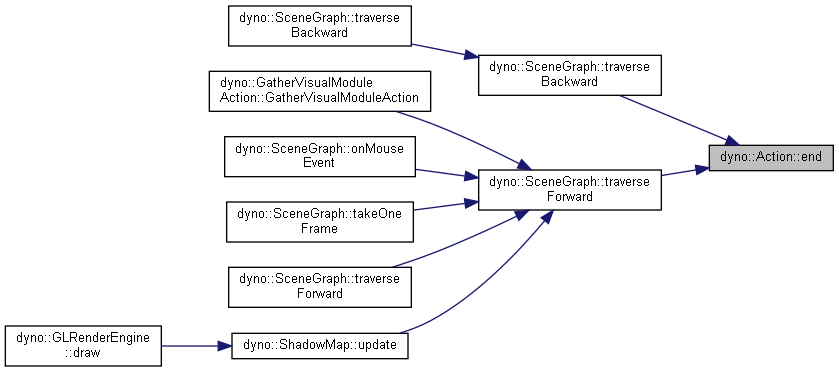 dyno::SceneGraph::traverse
Backward
dyno::SceneGraph::traverse
Backward
dyno::GatherVisualModule
Action::GatherVisualModuleAction
dyno::SceneGraph::onMouse
Event
dyno::Action::end
dyno::SceneGraph::traverse
Forward
dyno::SceneGraph::takeOne
Frame
dyno::SceneGraph::traverse
Forward
dyno::GLRenderEngine
::draw
dyno::ShadowMap::update